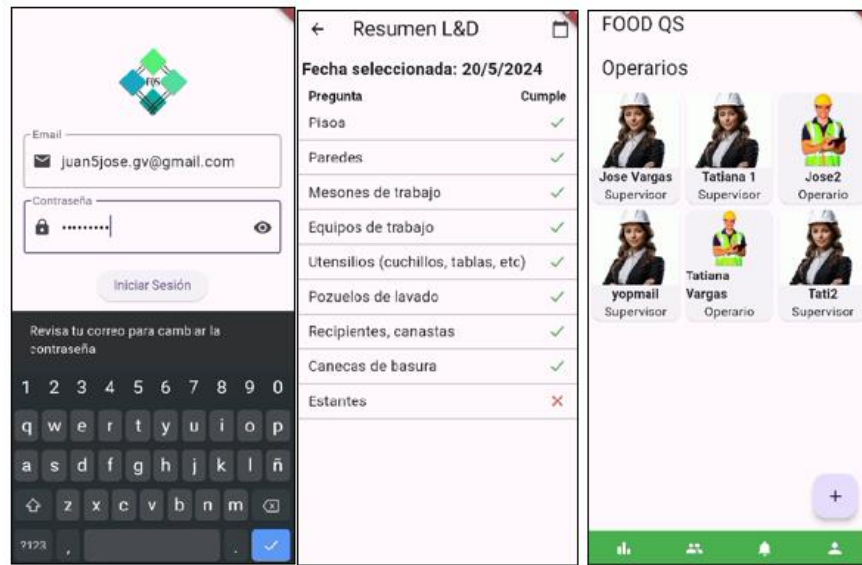 FQS
Email
juan5jose.gv@gmail.com
Contraseña
Iniciar Sesión
Revisa tu correo para cambiar la
contraseña
1 2 3 4 5 6 7 8 9 0
q w e r t y u i o p
a s d f g h j k l ñ
z x c v b n m
?123 , .
Resumen L&D
Fecha seleccionada: 20/5/2024
Pregunta Cumple
Pisos
Paredes
Mesones de trabajo
Equipos de trabajo
Utensilios (cuchillos, tablas, etc)
Pozuelos de lavado
Recipientes, canastas
Canecas de basura
Estantes
FOOD QS
Operarios
Jose Vargas Tatiana 1 Jose2
Supervisor Supervisor Operario
yopmail Tatiana Vargas Tati2
Supervisor Operario Supervisor
+